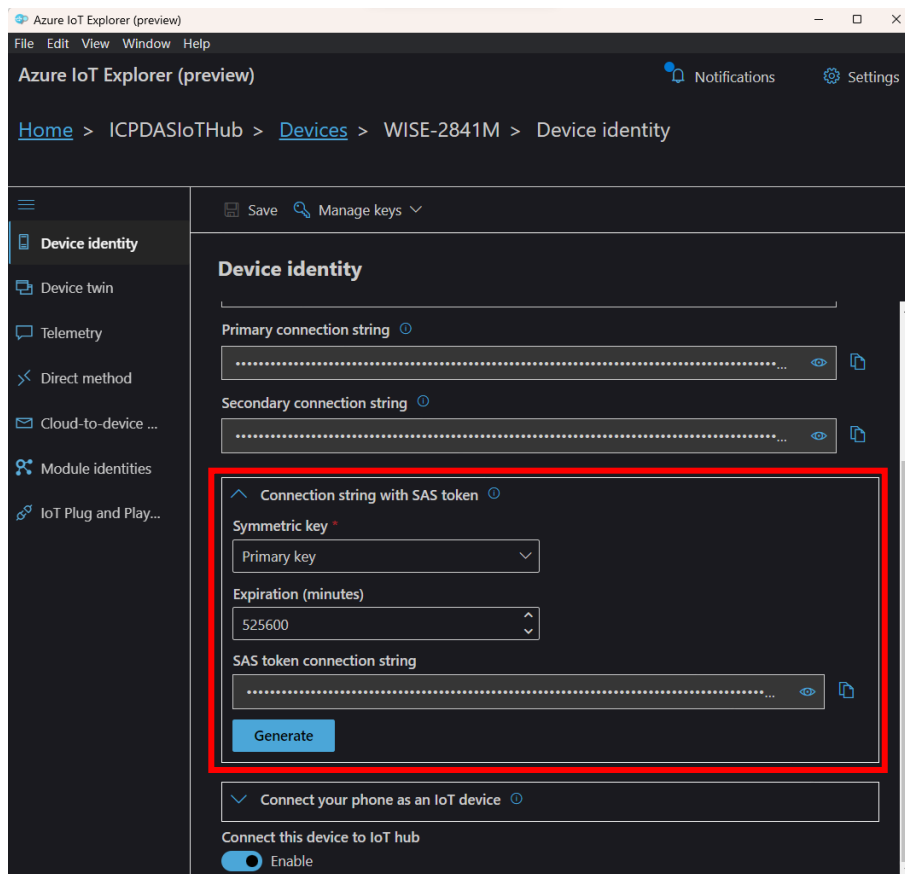 Azure IoT Explorer (preview)
File Edit View Window Help
Azure IoT Explorer (preview)
Notifications
Settings
Home > ICPDASIoTHub > Devices > WISE-2841M > Device identity
Save
Manage keys
Device identity
Device twin
Telemetry
Direct method
Cloud-to-device ...
Module identities
IoT Plug and Play...
Device identity
Primary connection string
Secondary connection string
Connection string with SAS token
Symmetric key *
Primary key
Expiration (minutes)
525600
SAS token connection string
Generate
Connect your phone as an IoT device
Connect this device to IoT hub
Enable